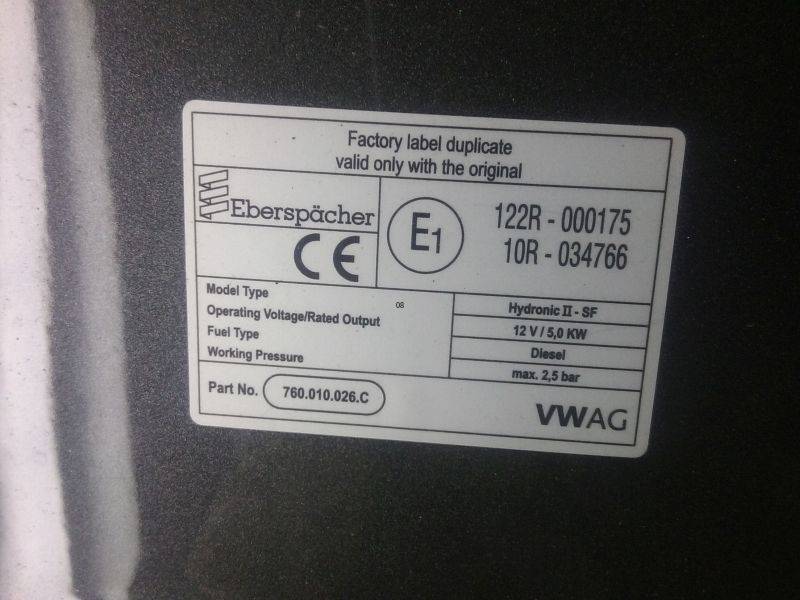 Factory label duplicate
valid only with the original
Eberspächer
CE
E1
122R - 000175
10R - 034766
Model Type
Hydronic II - SF
08
Operating Voltage/Rated Output
12 V / 5,0 KW
Fuel Type
Diesel
Working Pressure
max. 2,5 bar
Part No. 760.010.026.C
VWAG